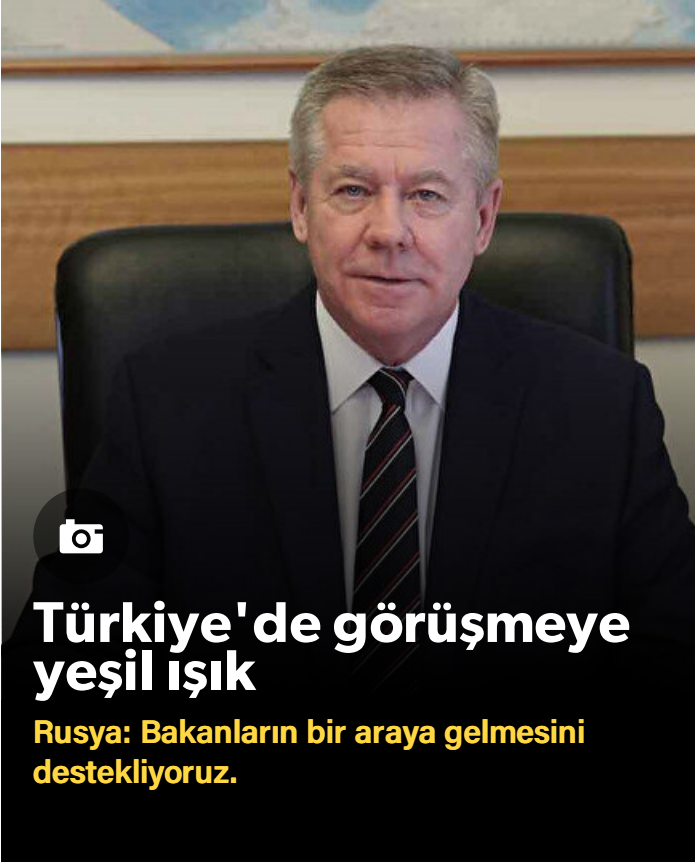 Türkiye'de görüşmeye
yeşil ışık
Rusya: Bakanların bir araya gelmesini
destekliyoruz.